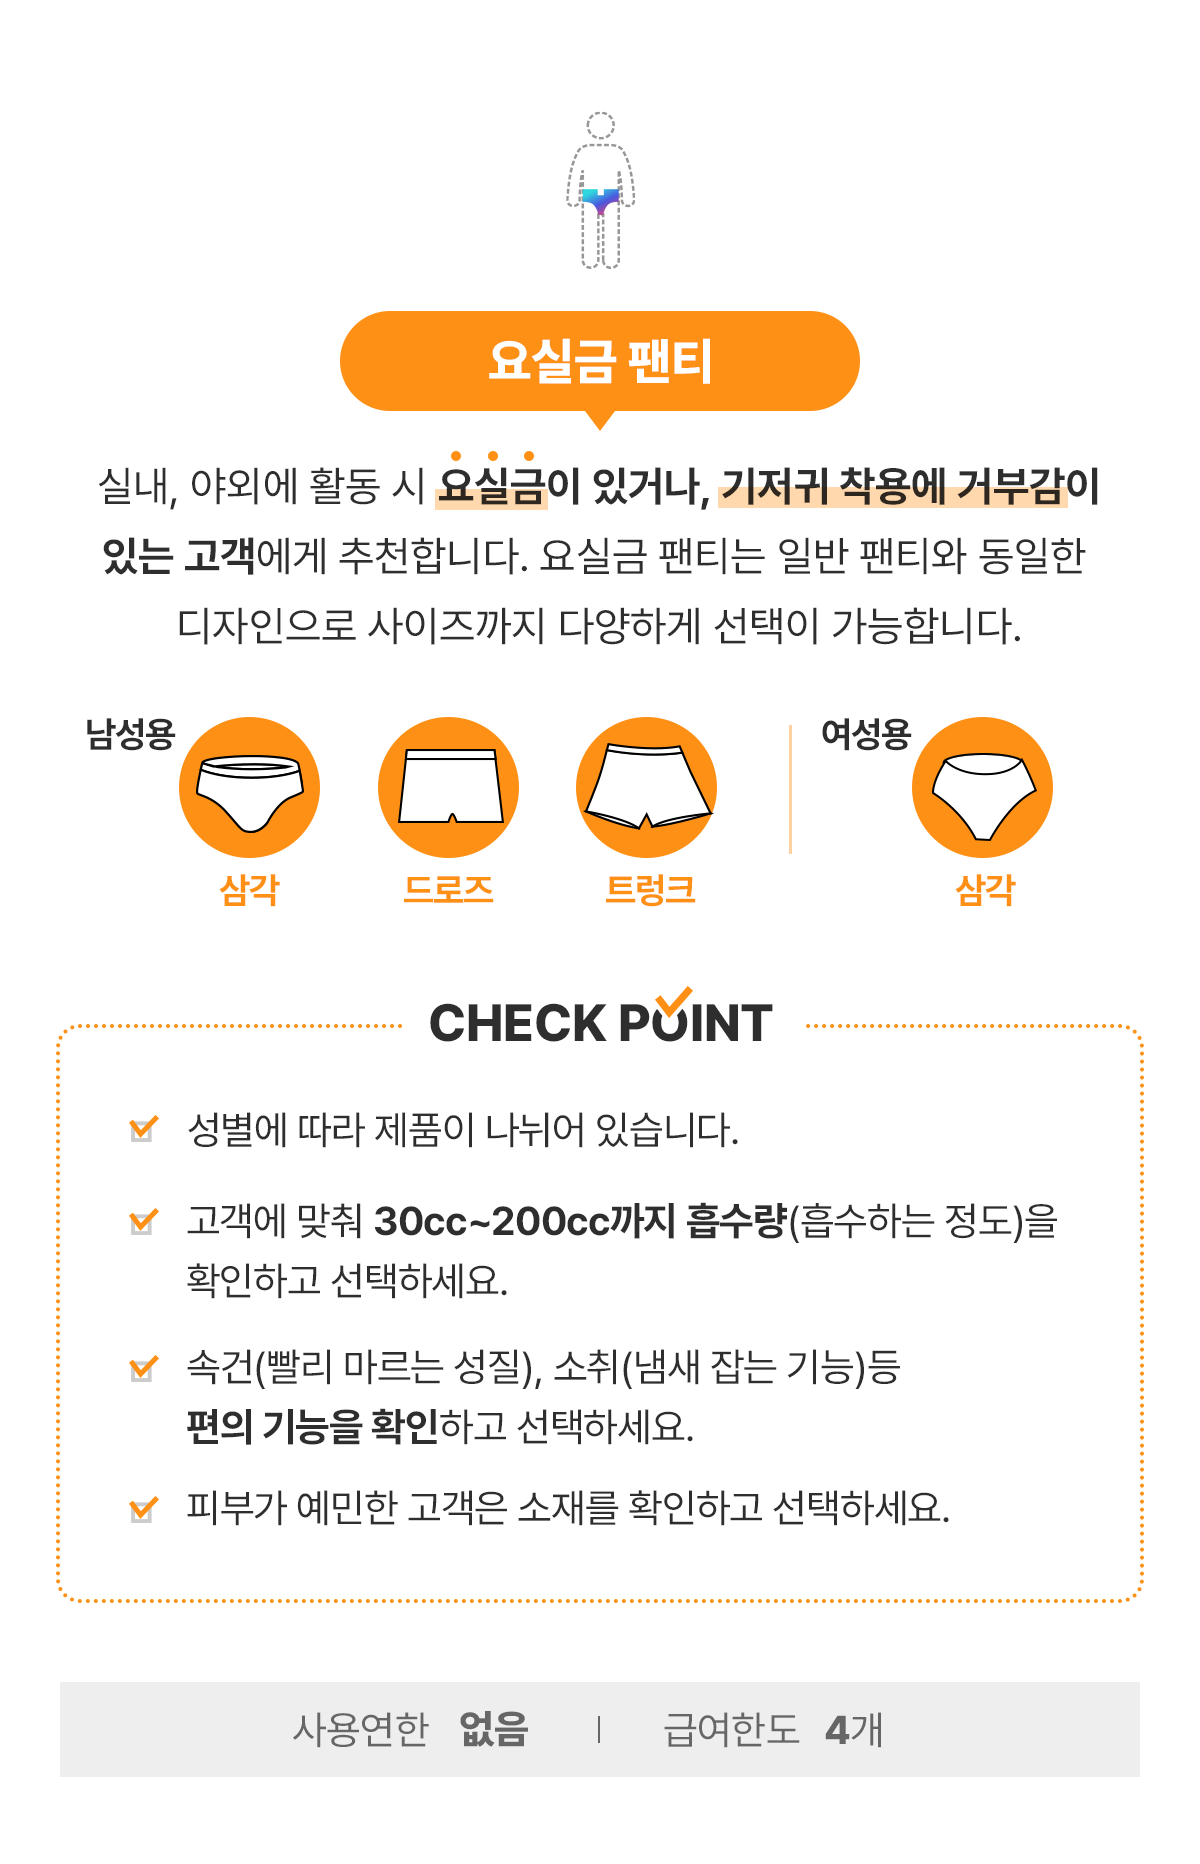 요실금 팬티
실내, 야외에 활동 시 요실금이 있거나, 기저귀 착용에 거부감이
있는 고객에게 추천합니다. 요실금 팬티는 일반 팬티와 동일한
디자인으로 사이즈까지 다양하게 선택이 가능합니다.
남성용
삼각
드로즈
트렁크
여성용
삼각
CHECK POINT
성별에 따라 제품이 나뉘어 있습니다.
고객에 맞춰 30cc~200cc까지 흡수량(흡수하는 정도)을
확인하고 선택하세요.
속건(빨리 마르는 성질), 소취(냄새 잡는 기능)등
편의 기능을 확인하고 선택하세요.
피부가 예민한 고객은 소재를 확인하고 선택하세요.
사용연한 없음 | 급여한도 4개